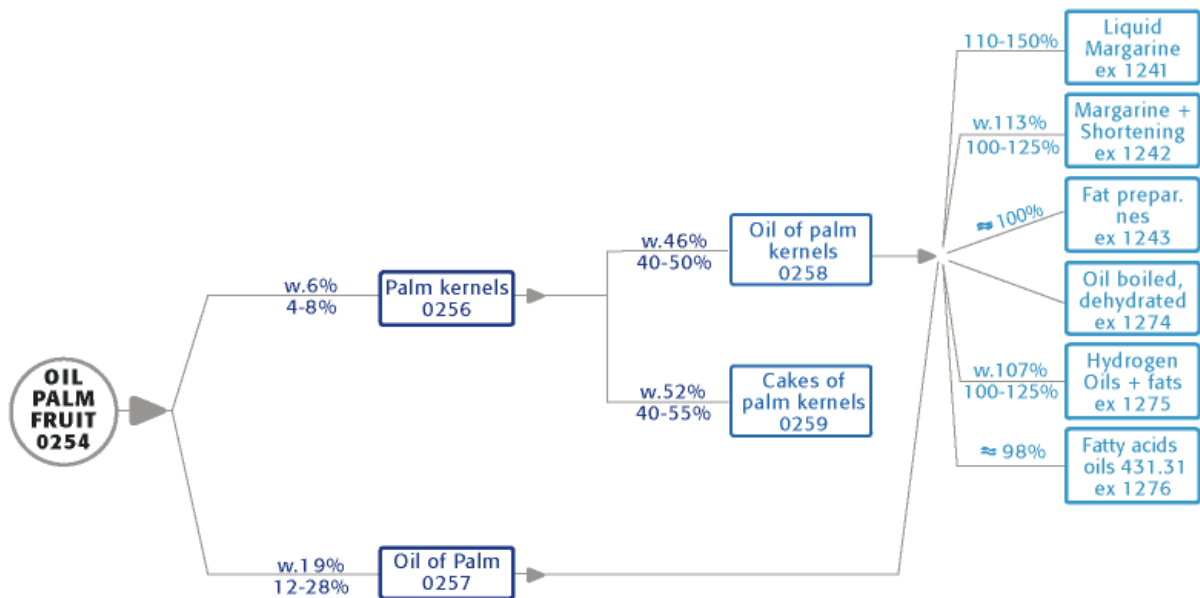 OIL
PALM
FRUIT
0254
w.6%
4-8%
Palm kernels
0256
w.19%
12-28%
Oil of Palm
0257
w.46%
40-50%
Oil of palm
kernels
0258
w.52%
40-55%
Cakes of
palm kernels
0259
110-150%
Liquid
Margarine
ex 1241
w.113%
100-125%
Margarine +
Shortening
ex 1242
≈ 100%
Fat prepar.
nes
ex 1243
Oil boiled,
dehydrated
ex 1274
w.107%
100-125%
Hydrogen
Oils + fats
ex 1275
≈ 98%
Fatty acids
oils 431.31
ex 1276